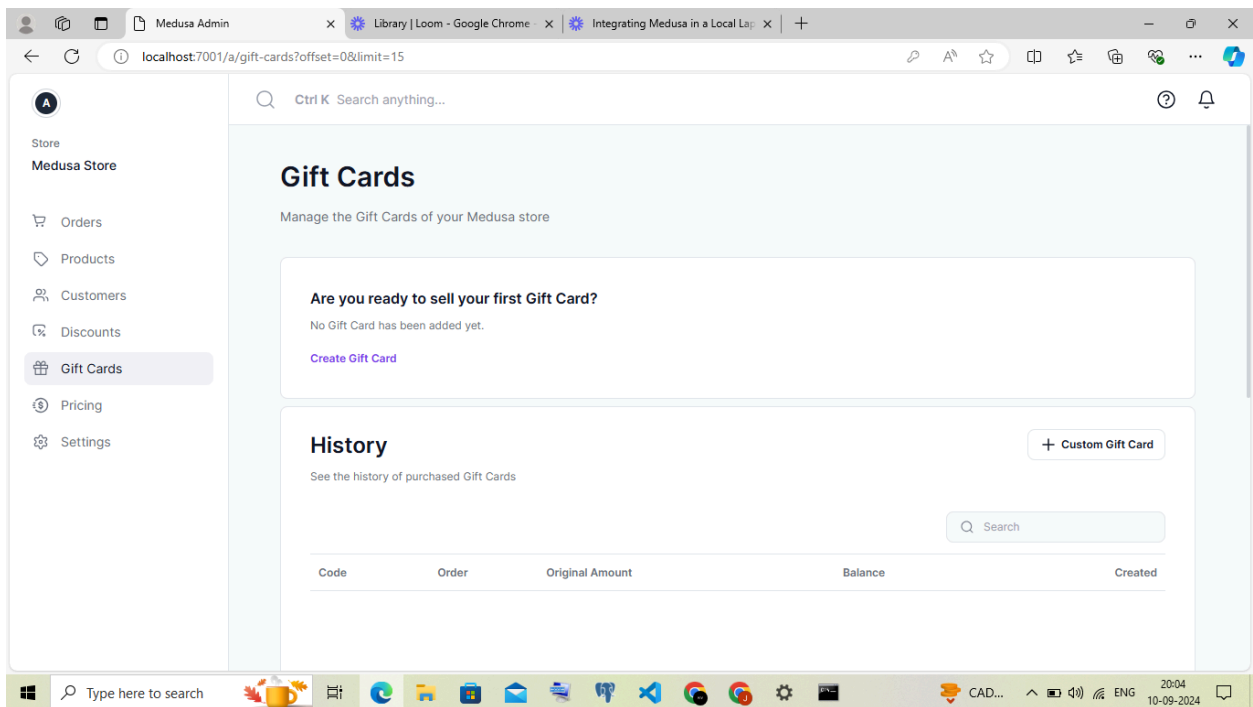 Medusa Admin
Library | Loom - Google Chrome
Integrating Medusa in a Local Lap
localhost:7001/a/gift-cards?offset=0&limit=15
A
Ctrl K Search anything...
Store
Medusa Store
Orders
Products
Customers
Discounts
Gift Cards
Pricing
Settings
Gift Cards
Manage the Gift Cards of your Medusa store
Are you ready to sell your first Gift Card?
No Gift Card has been added yet.
Create Gift Card
History
+ Custom Gift Card
See the history of purchased Gift Cards
Search
Code Order Original Amount Balance Created
Type here to search
CAD...
ENG
20:04
10-09-2024